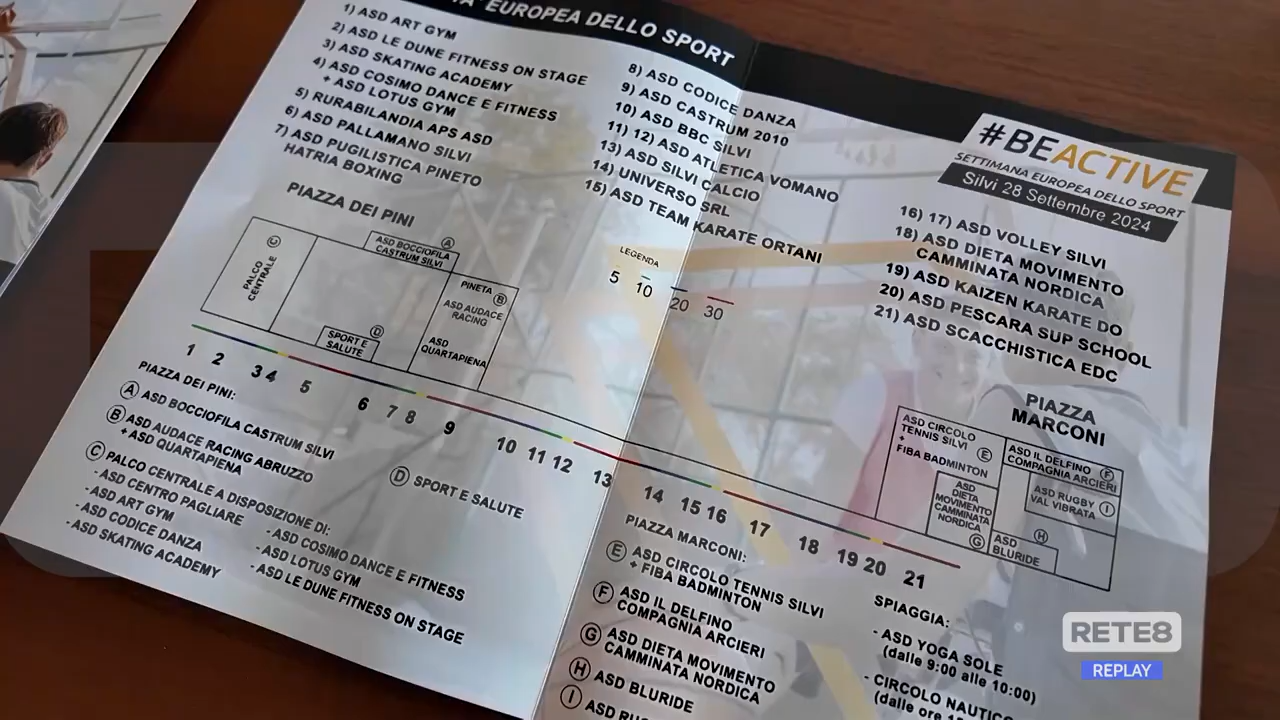 EUROPEA DELLO SPORT
1) ASD ART GYM
2) ASD LE DUNE FITNESS ON STAGE
3) ASD SKATING ACADEMY
4) ASD COSIMO DANCE E FITNESS
+ ASD LOTUS GYM
5) RURABILANDIA APS ASD
6) ASD PALLAMANO SILVI
7) ASD PUGILISTICA PINETO
HATRIA BOXING
8) ASD CODICE DANZA
9) ASD CASTRUM 2010
10) ASD BBC SILVI
11) 12) ASD ATLETICA VOMANO
13) ASD SILVI CALCIO
14) UNIVERSO SRL
15) ASD TEAM KARATE ORTANI
#BEACTIVE
SETTIMANA EUROPEA DELLO SPORT
Silvi 28 Settembre 2024
16) 17) ASD VOLLEY SILVI
18) ASD DIETA MOVIMENTO
CAMMINATA NORDICA
19) ASD KAIZEN KARATE DO
20) ASD PESCARA SUP SCHOOL
21) ASD SCACCHISTICA EDC
PIAZZA DEI PINI
PALCO
CENTRALE
C
ASD BOCCIOFILA
CASTRUM SILVI
A
PINETA
B
ASD AUDACE
RACING
ASD
QUARTAPIENA
D
SPORT E
SALUTE
LEGENDA
5 10 20 30
PIAZZA
MARCONI
ASD CIRCOLO
TENNIS SILVI
+
FIBA BADMINTON
E
ASD IL DELFINO
COMPAGNIA ARCIERI
F
ASD
DIETA
MOVIMENTO
CAMMINATA
NORDICA
G
ASD RUGBY
VAL VIBRATA
I
H
ASD
BLURIDE
1 2 3 4 5 6 7 8 9 10 11 12 13 14 15 16 17 18 19 20 21
PIAZZA DEI PINI:
A ASD BOCCIOFILA CASTRUM SILVI
B ASD AUDACE RACING ABRUZZO
+ ASD QUARTAPIENA
C PALCO CENTRALE A DISPOSIZIONE DI:
- ASD CENTRO PAGLIARE
- ASD ART GYM
- ASD CODICE DANZA
- ASD SKATING ACADEMY
- ASD COSIMO DANCE E FITNESS
- ASD LOTUS GYM
- ASD LE DUNE FITNESS ON STAGE
D SPORT E SALUTE
PIAZZA MARCONI:
E ASD CIRCOLO TENNIS SILVI
+ FIBA BADMINTON
F ASD IL DELFINO
COMPAGNIA ARCIERI
G ASD DIETA MOVIMENTO
CAMMINATA NORDICA
H ASD BLURIDE
I ASD
SPIAGGIA:
- ASD YOGA SOLE
(dalle 9:00 alle 10:00)
- CIRCOLO NAUTICO
(dalle ore
RETE8
REPLAY